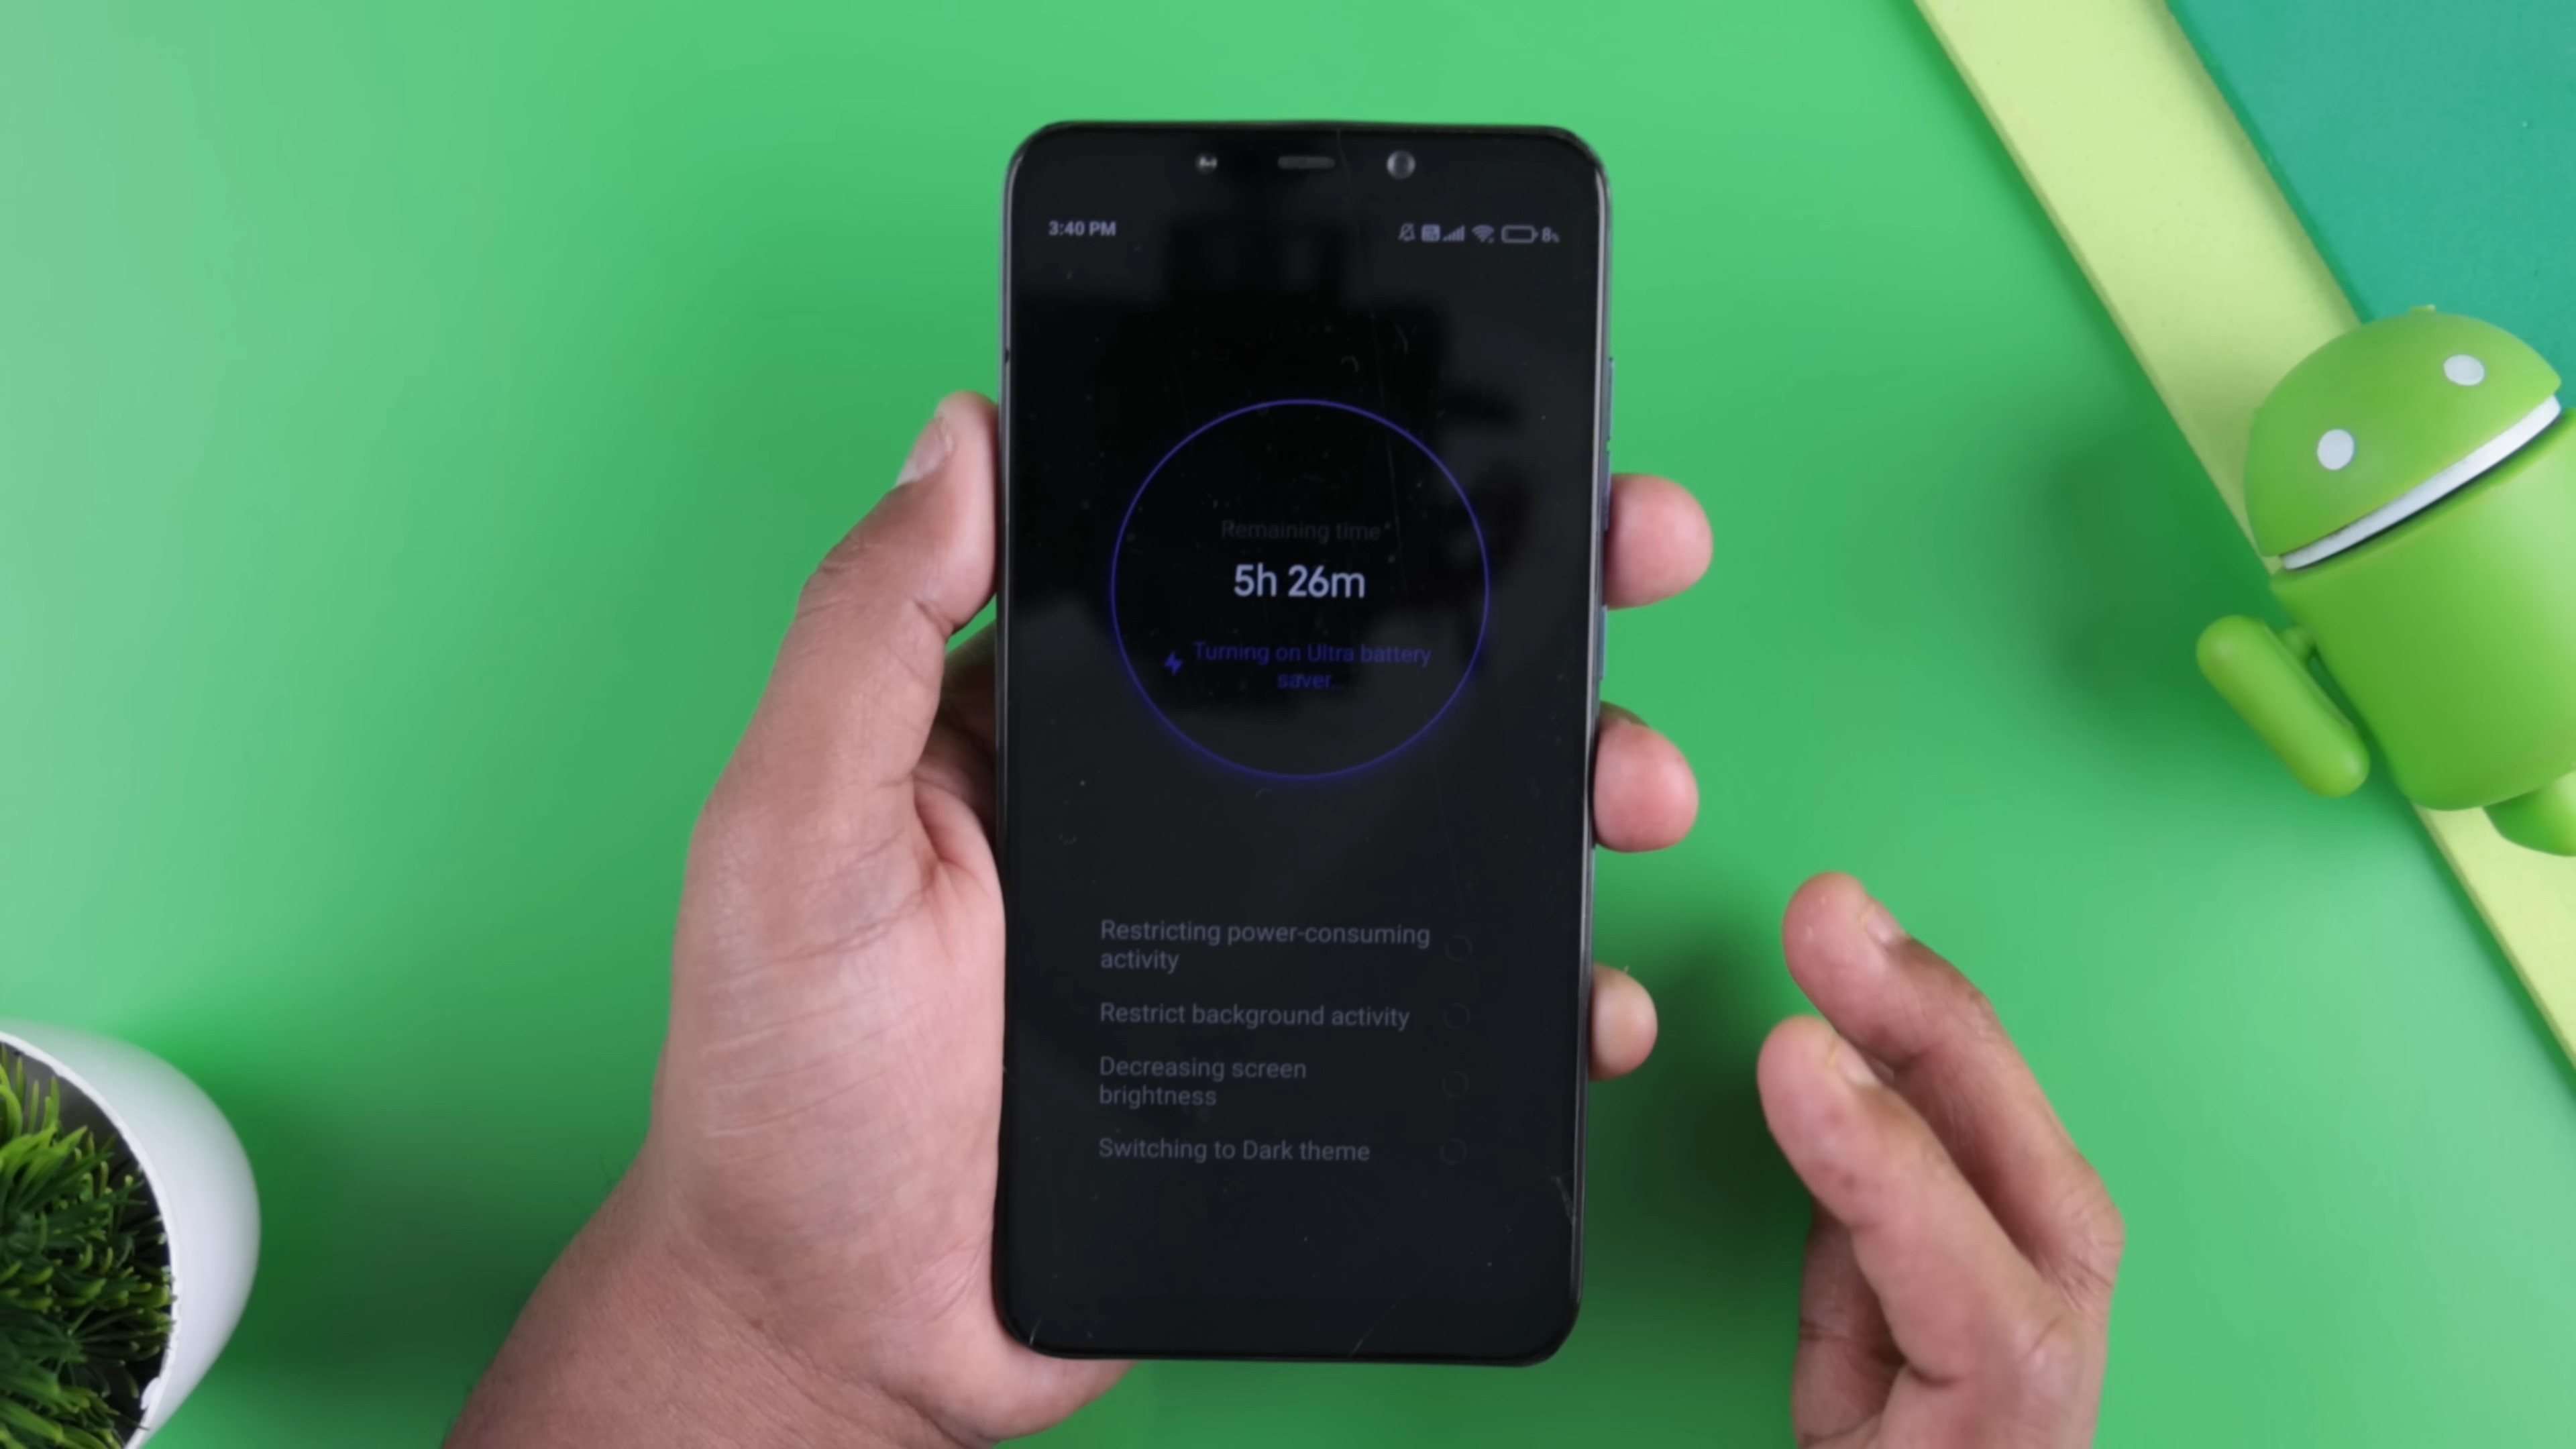 3:40 PM
8%
Remaining time
5h 26m
Turning on Ultra battery
saver...
Restricting power-consuming
activity
Restrict background activity
Decreasing screen
brightness
Switching to Dark theme